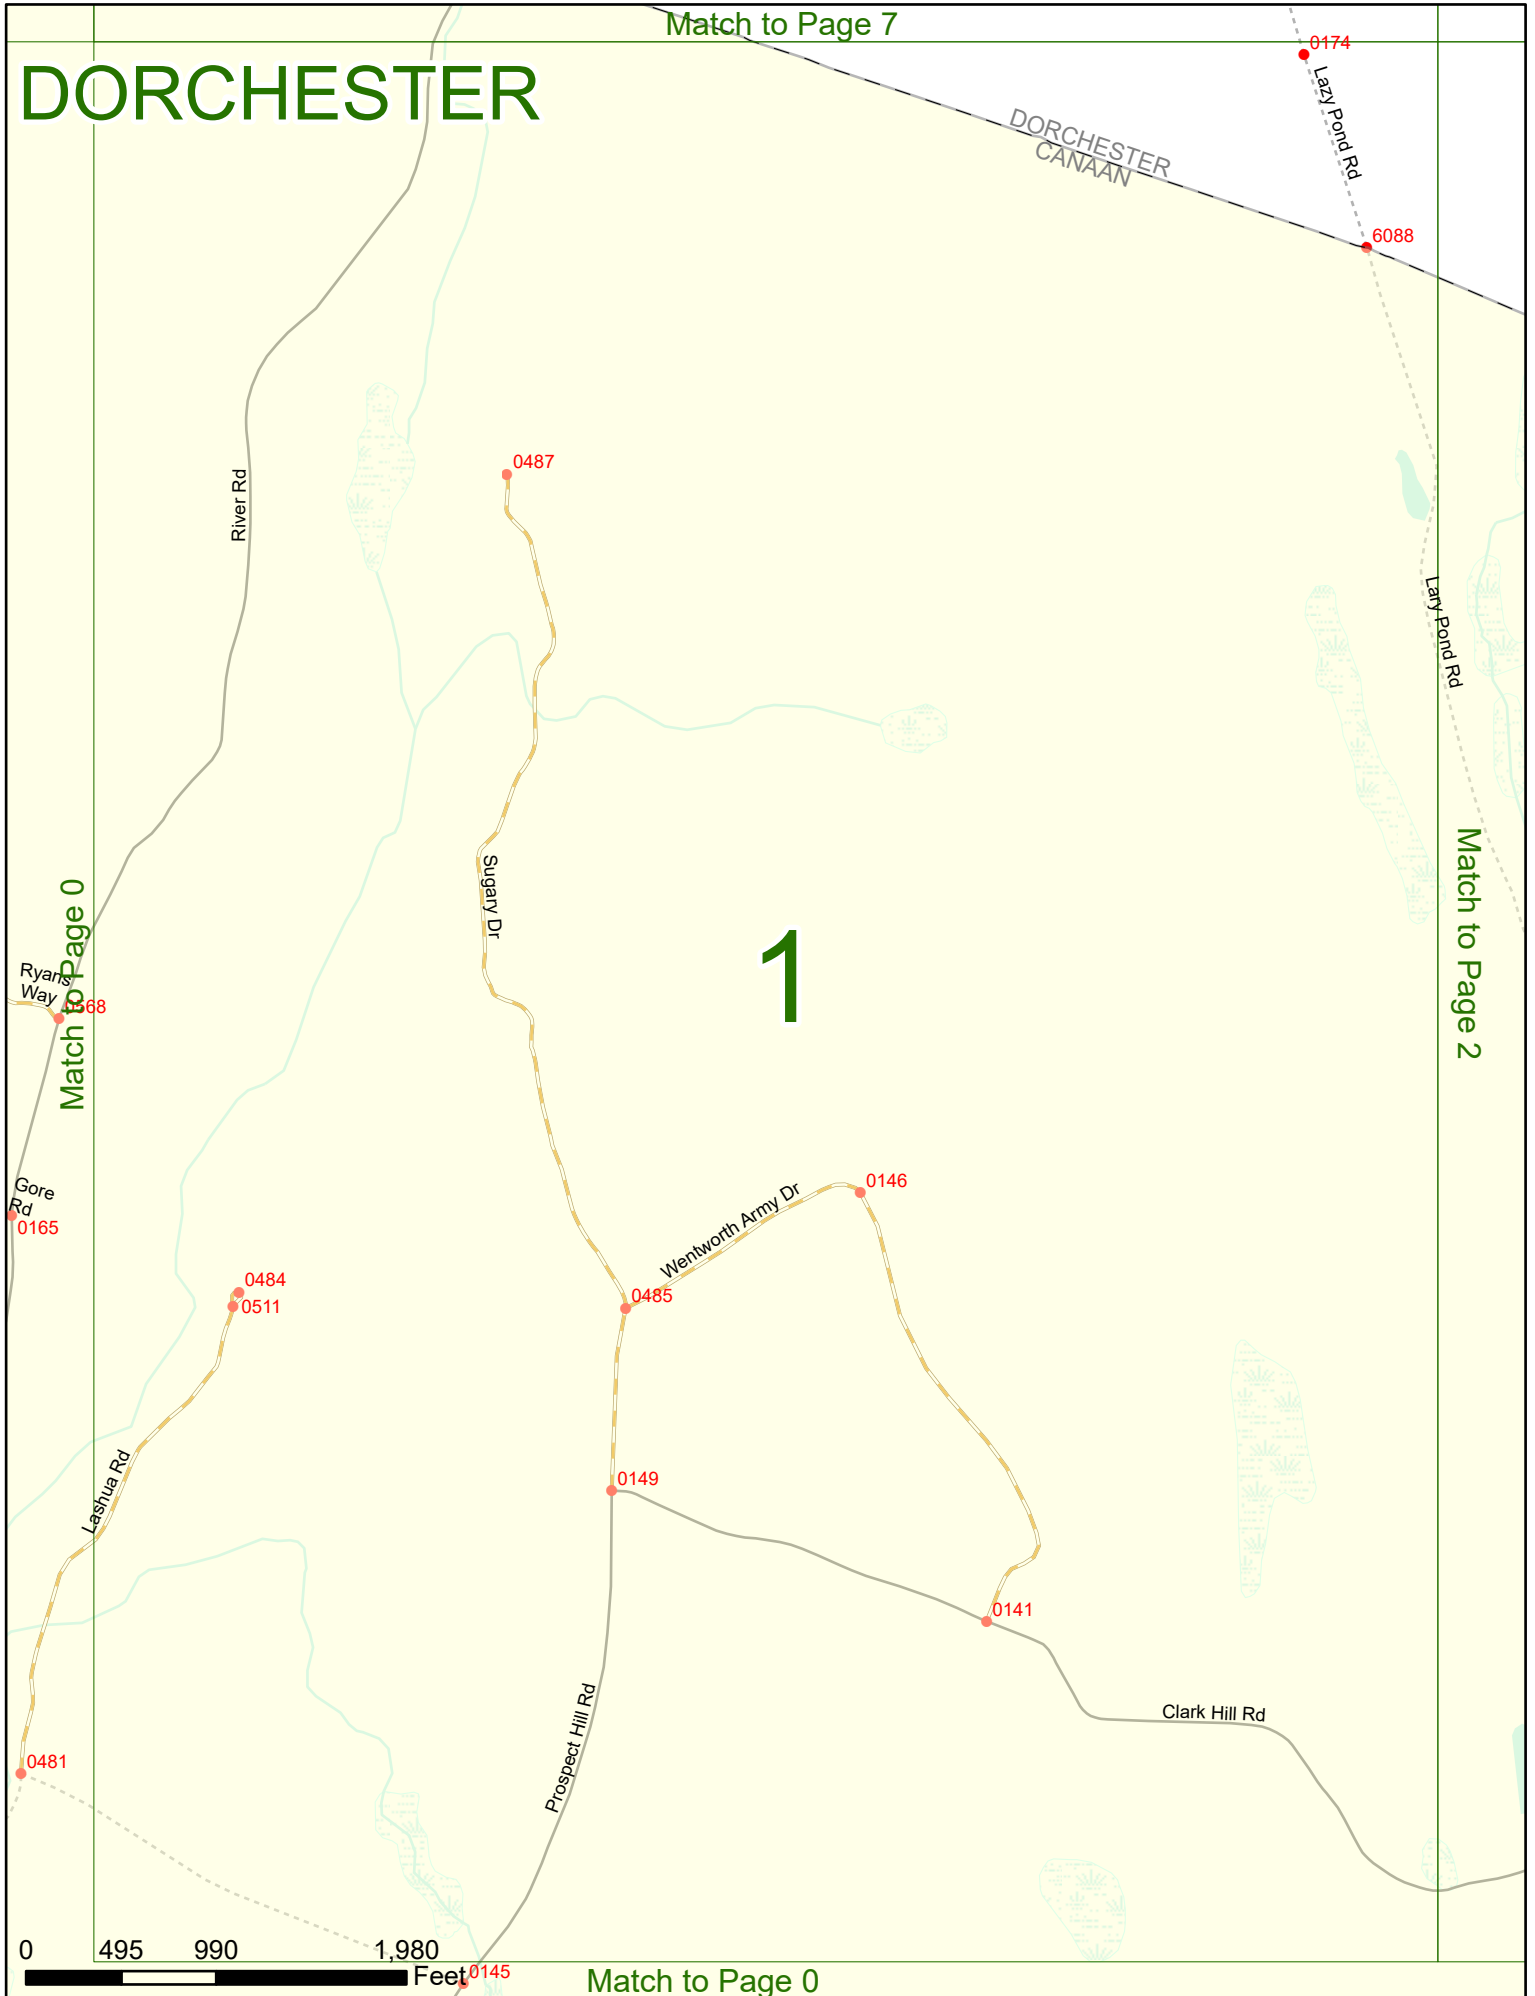 Match to Page 7
DORCHESTER
0174
Lazy Pond Rd
DORCHESTER
CANAAN
6088
0487
River Rd
Lary Pond Rd
Sugary Dr
Match to Page 2
Match to Page 0
1
Ryans
Way
0568
Gore
Rd
0165
0146
Wentworth Army Dr
0484
0511
0485
Lashua Rd
0149
0141
Prospect Hill Rd
Clark Hill Rd
0481
0 495 990 1,980
Feet
0145
Match to Page 0